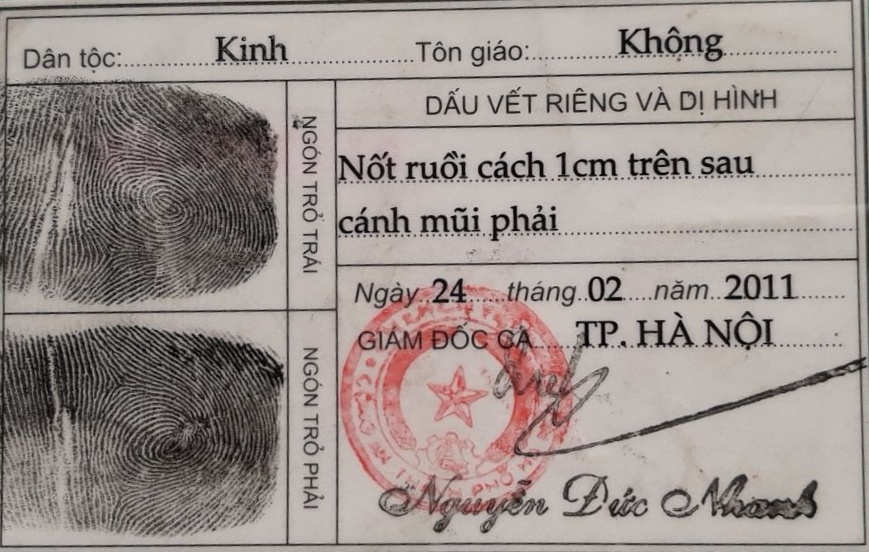 Dân tộc: Kinh Tôn giáo: Không
NGÓN TRỎ TRÁI
DẤU VẾT RIÊNG VÀ DỊ HÌNH
Nốt ruồi cách 1cm trên sau
cánh mũi phải
NGÓN TRỎ PHẢI
Ngày 24 tháng 02 năm 2011
GIÁM ĐỐC CA TP. HÀ NỘI
Nguyễn Đức Nhanh